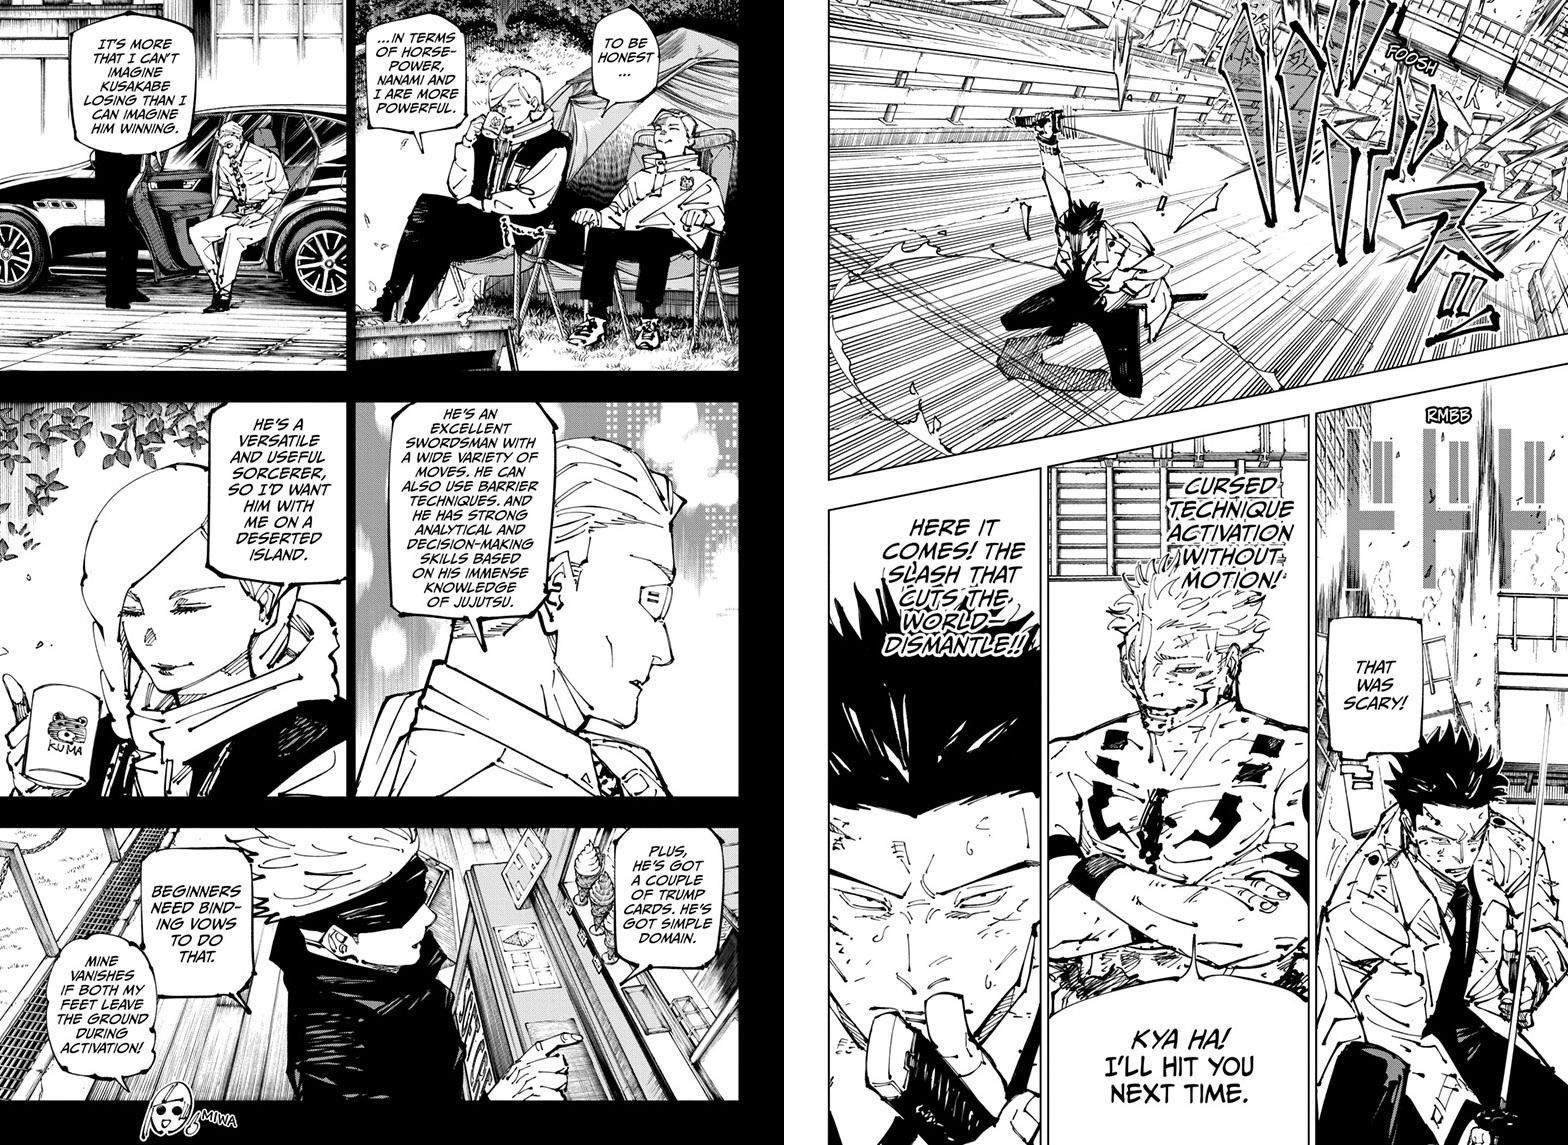 FOOSH
RMBB
ドドド
THAT
WAS
SCARY!
CURSED
TECHNIQUE
ACTIVATION
WITHOUT
MOTION!
KYA HA!
I'LL HIT YOU
NEXT TIME.
HERE IT
COMES! THE
SLASH THAT
CUTS THE
WORLD—
DISMANTLE!!
TO BE
HONEST
...
...IN TERMS
OF HORSE-
POWER,
NANAMI AND
I ARE MORE
POWERFUL.
IT'S MORE
THAT I CAN'T
IMAGINE
KUSAKABE
LOSING THAN I
CAN IMAGINE
HIM WINNING.
HE'S AN
EXCELLENT
SWORDSMAN WITH
A WIDE VARIETY OF
MOVES. HE CAN
ALSO USE BARRIER
TECHNIQUES. AND
HE HAS STRONG
ANALYTICAL AND
DECISION-MAKING
SKILLS BASED
ON HIS IMMENSE
KNOWLEDGE
OF JUJUTSU.
HE'S A
VERSATILE
AND USEFUL
SORCERER,
SO I'D WANT
HIM WITH
ME ON A
DESERTED
ISLAND.
KUMA
PLUS,
HE'S GOT
A COUPLE
OF TRUMP
CARDS. HE'S
GOT SIMPLE
DOMAIN.
BEGINNERS
NEED BIND-
ING VOWS
TO DO
THAT.
MINE
VANISHES
IF BOTH MY
FEET LEAVE
THE GROUND
DURING
ACTIVATION!
MIWA